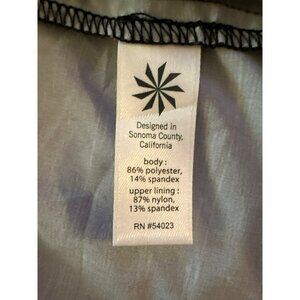 Designed in
Sonoma County,
California
body :
86% polyester,
14% spandex
upper lining :
87% nylon,
13% spandex
RN #54023